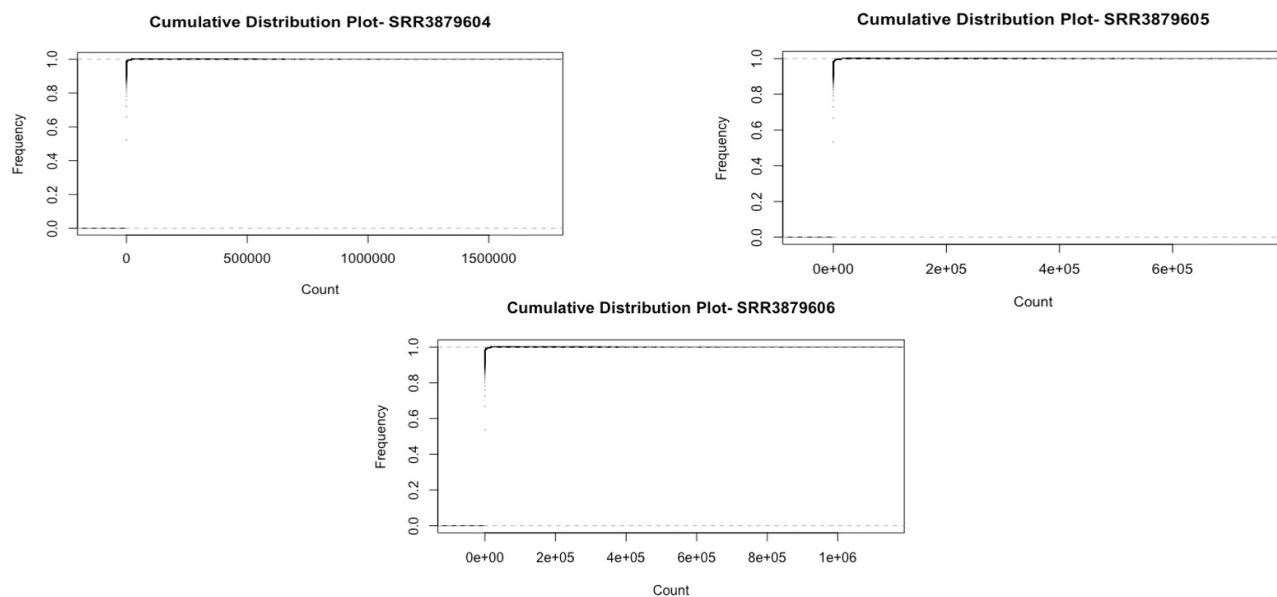 Cumulative Distribution Plot- SRR3879604
Frequency
0.0 0.2 0.4 0.6 0.8 1.0
0 500000 1000000 1500000
Count
Cumulative Distribution Plot- SRR3879605
Frequency
0.0 0.2 0.4 0.6 0.8 1.0
0e+00 2e+05 4e+05 6e+05
Count
Cumulative Distribution Plot- SRR3879606
Frequency
0.0 0.2 0.4 0.6 0.8 1.0
0e+00 2e+05 4e+05 6e+05 8e+05 1e+06
Count